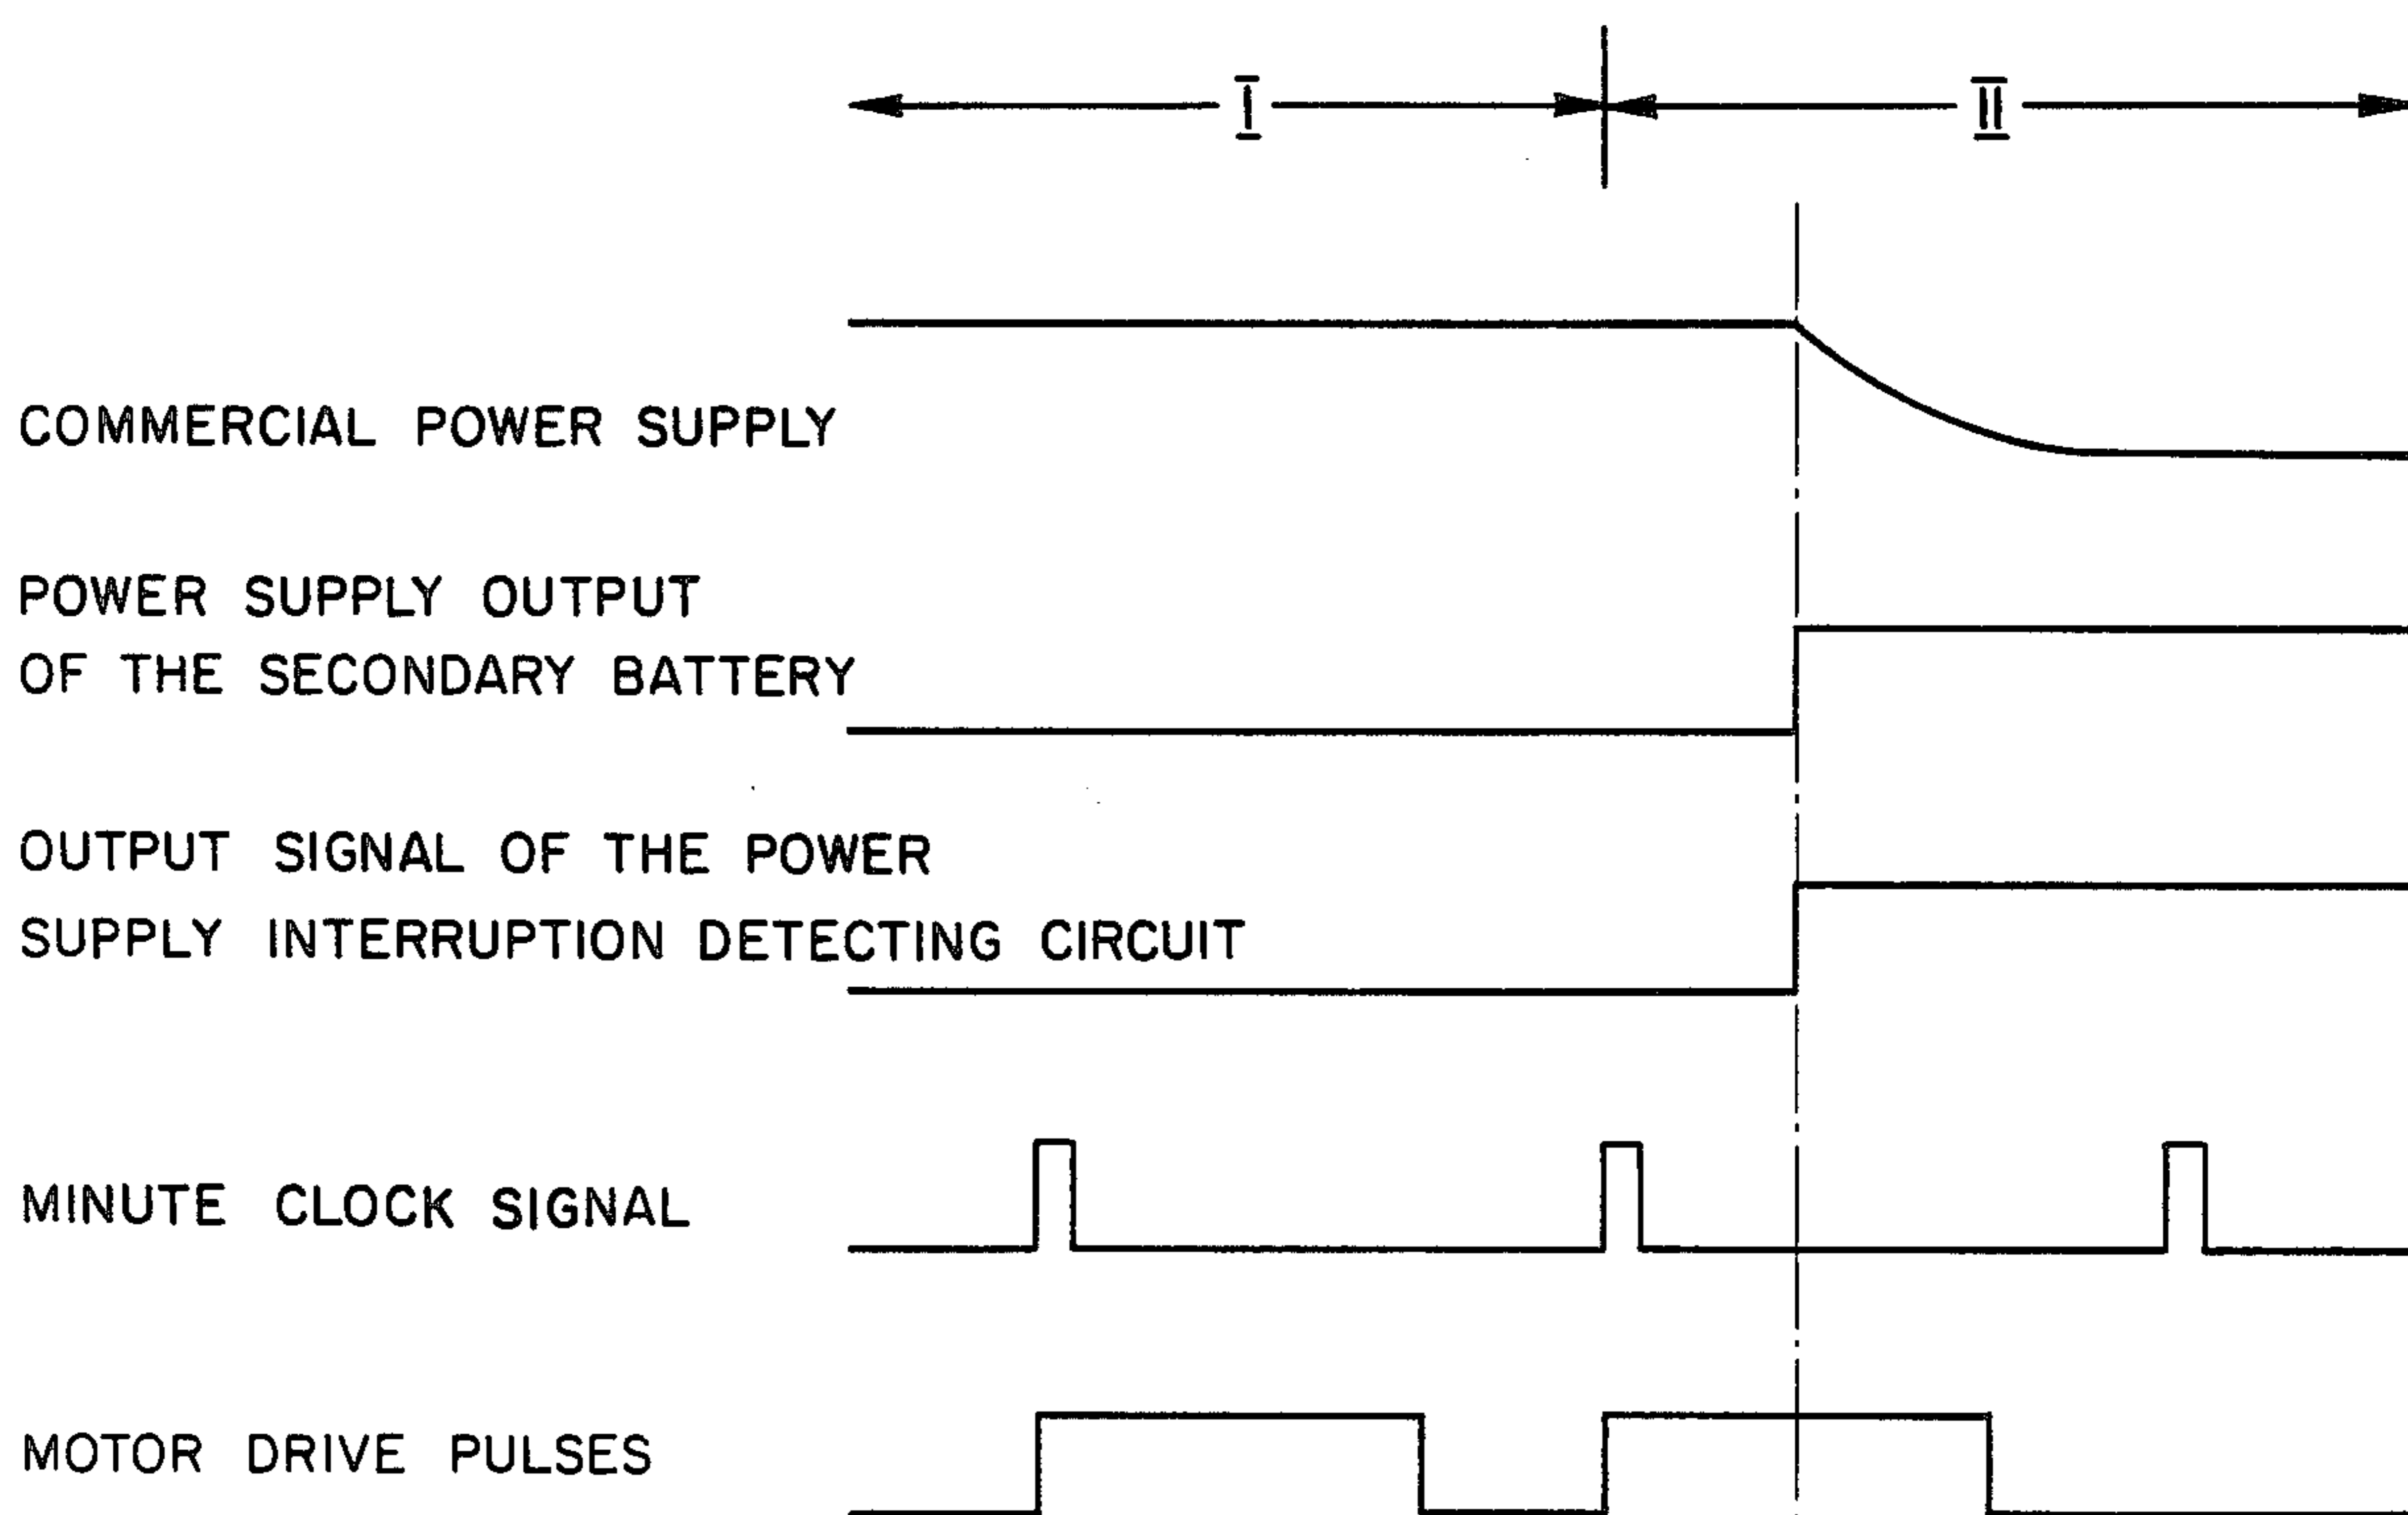 I
II
COMMERCIAL POWER SUPPLY
POWER SUPPLY OUTPUT
OF THE SECONDARY BATTERY
OUTPUT SIGNAL OF THE POWER
SUPPLY INTERRUPTION DETECTING CIRCUIT
MINUTE CLOCK SIGNAL
MOTOR DRIVE PULSES